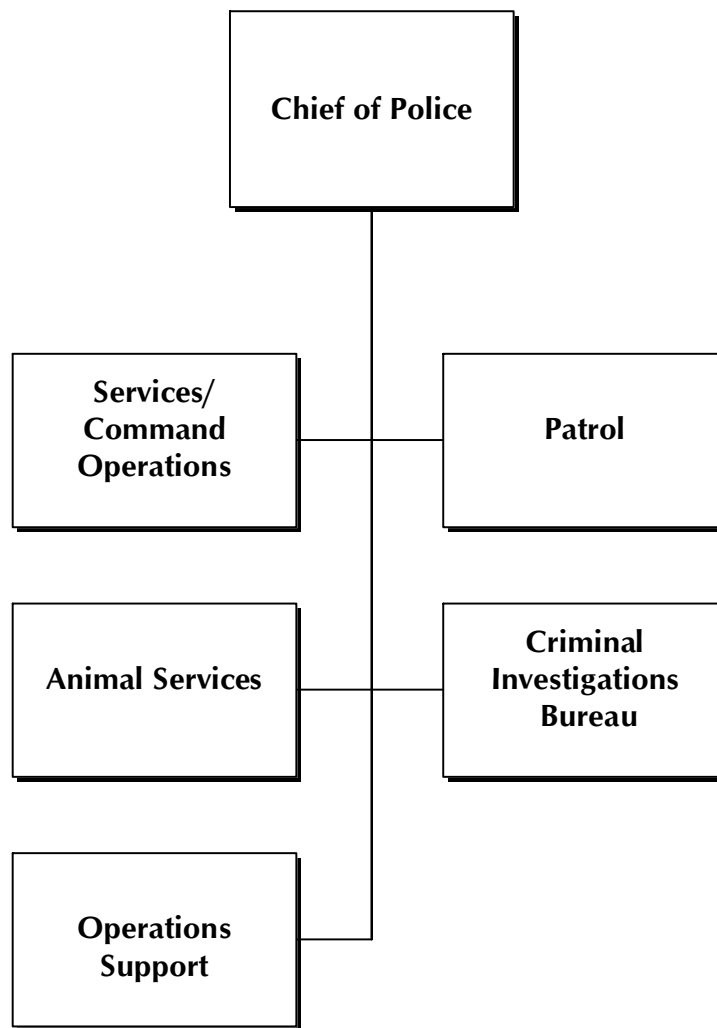 Chief of Police
Services/
Command
Operations
Patrol
Animal Services
Criminal
Investigations
Bureau
Operations
Support